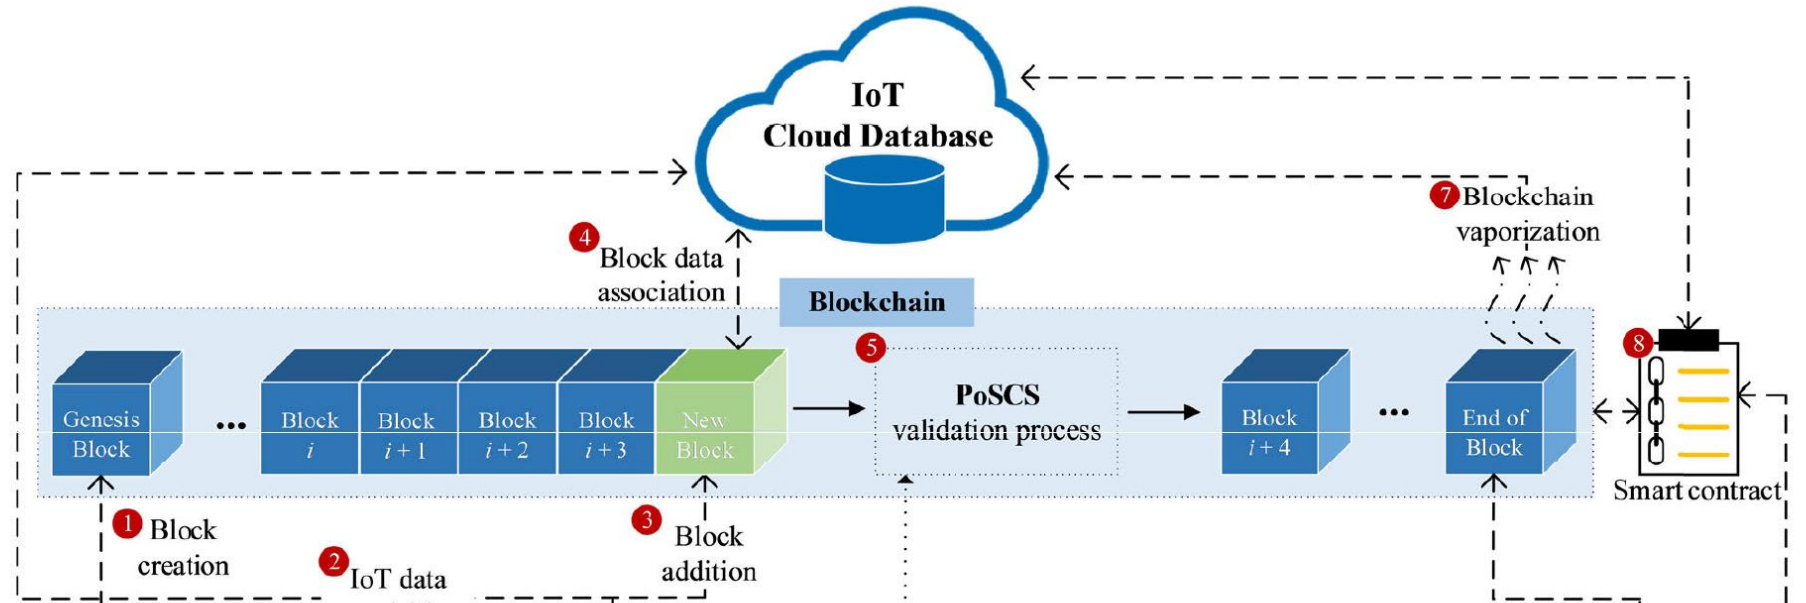 IoT
Cloud Database
7 Blockchain
vaporization
4 Block data
association
Blockchain
5
8
PoSCS
validation process
Genesis
Block
...
Block
i
Block
i + 1
Block
i + 2
Block
i + 3
New
Block
Block
i + 4
...
End of
Block
Smart contract
1 Block
creation
3 Block
addition
2 IoT data